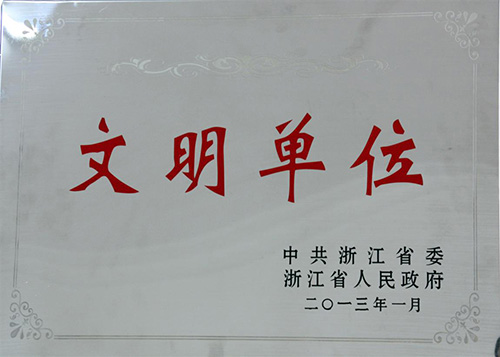 文明单位
中共浙江省委
浙江省人民政府
二〇一三年一月